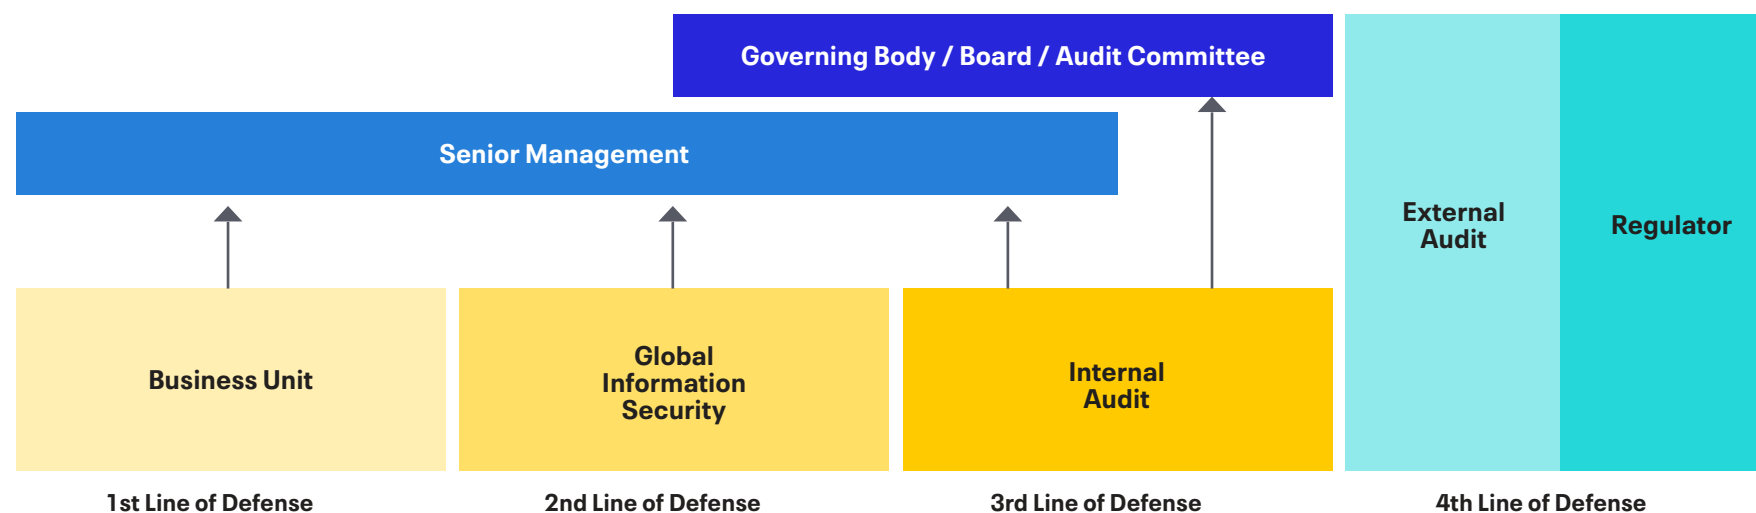 Governing Body / Board / Audit Committee
Senior Management
External
Audit
Regulator
Business Unit
Global
Information
Security
Internal
Audit
1st Line of Defense
2nd Line of Defense
3rd Line of Defense
4th Line of Defense